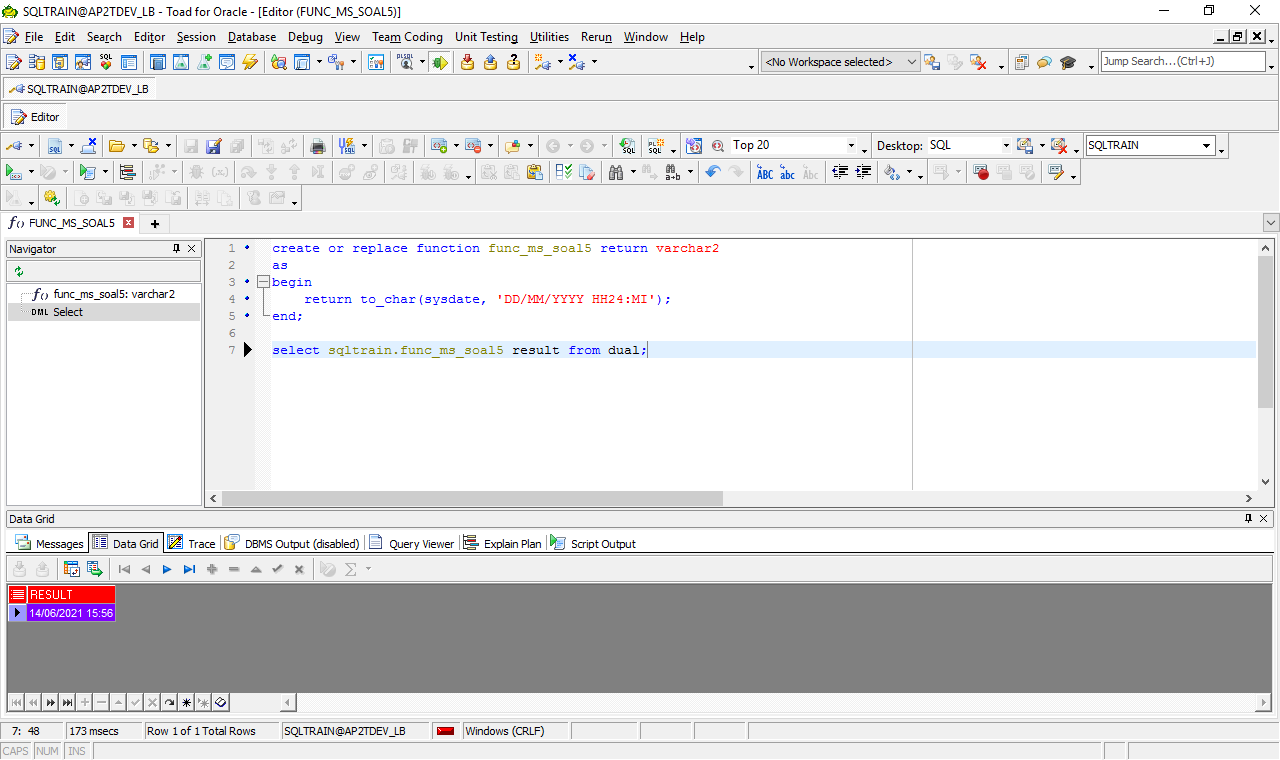 SQLTRAIN@AP2TDEV_LB - Toad for Oracle - [Editor (FUNC_MS_SOAL5)]
File Edit Search Editor Session Database Debug View Team Coding Unit Testing Utilities Rerun Window Help
<No Workspace selected> Jump Search...(Ctrl+J)
SQLTRAIN@AP2TDEV_LB
Editor
Top 20 Desktop: SQL SQLTRAIN
FUNC_MS_SOAL5
Navigator
func_ms_soal5: varchar2
DML Select
1 create or replace function func_ms_soal5 return varchar2
2 as
3 begin
4 return to_char(sysdate, 'DD/MM/YYYY HH24:MI');
5 end;
6
7 select sqltrain.func_ms_soal5 result from dual;
Data Grid
Messages Data Grid Trace DBMS Output (disabled) Query Viewer Explain Plan Script Output
RESULT
14/06/2021 15:56
7: 48 173 msecs Row 1 of 1 Total Rows SQLTRAIN@AP2TDEV_LB Windows (CRLF)
CAPS NUM INS